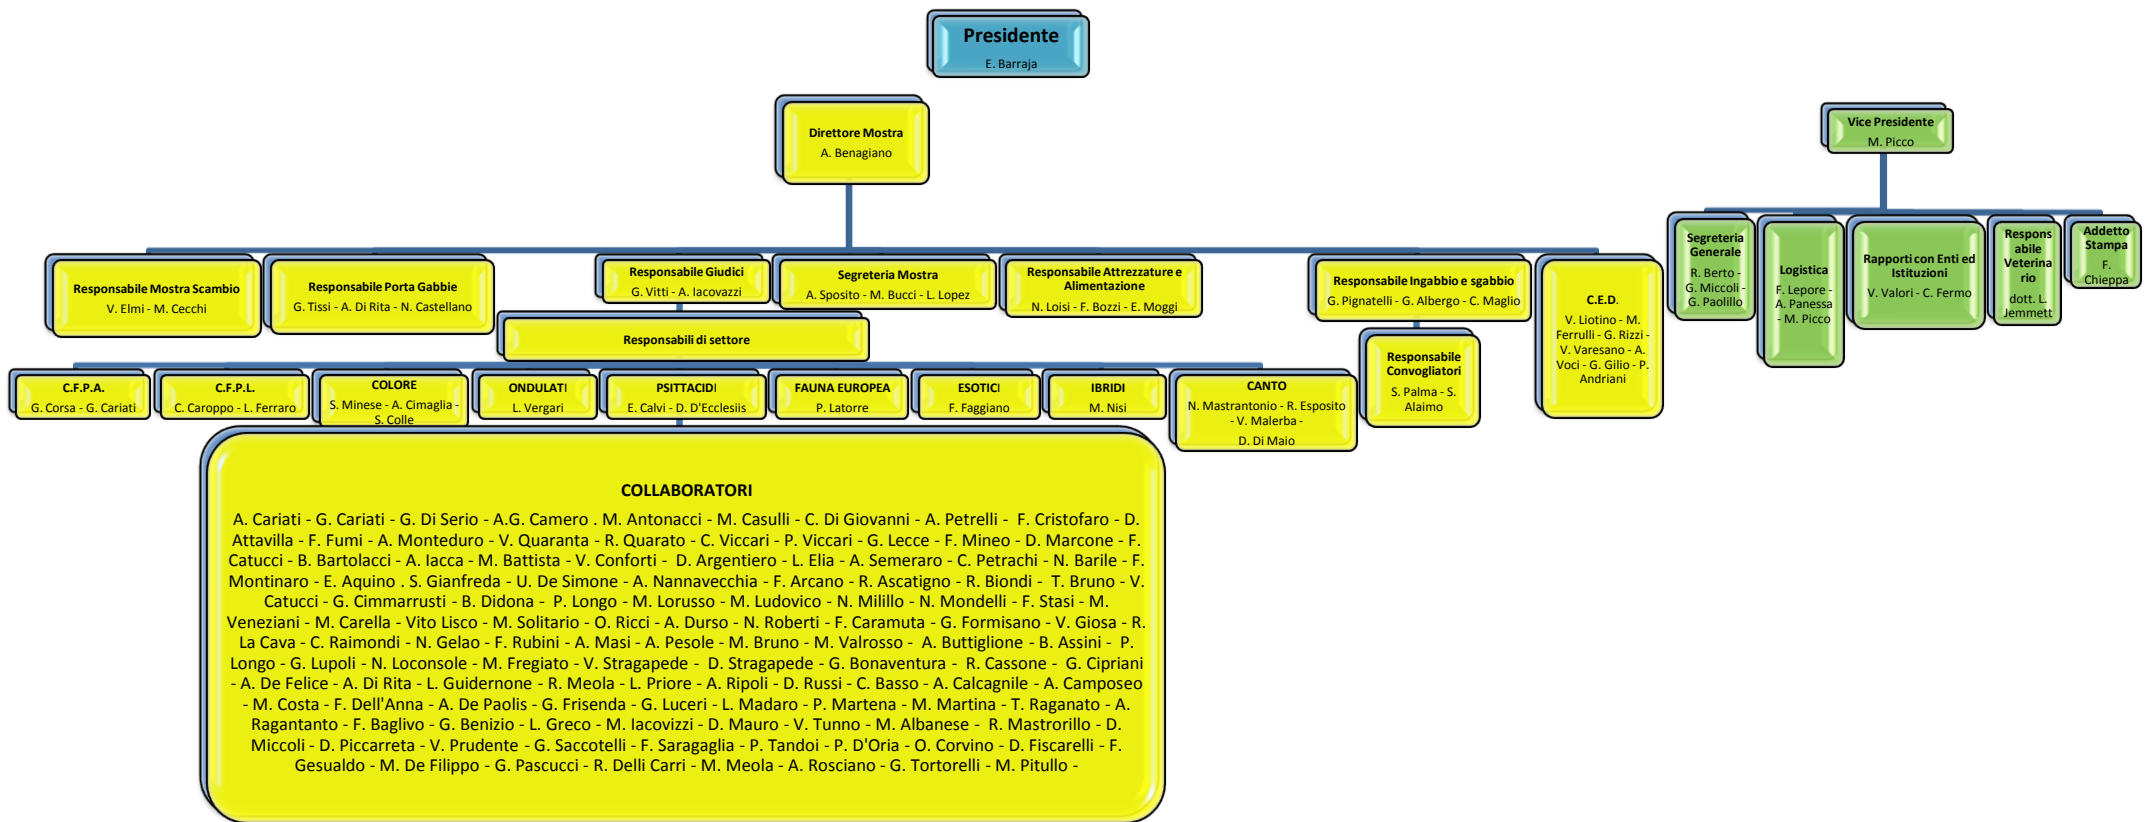 Presidente
E. Barraja
Direttore Mostra
A. Benagiano
Vice Presidente
M. Picco
Responsabile Mostra Scambio
V. Elmi - M. Cecchi
Responsabile Porta Gabbie
G. Tissi - A. Di Rita - N. Castellano
Responsabile Giudici
G. Vitti - A. Iacovazzi
Segreteria Mostra
A. Sposito - M. Bucci - L. Lopez
Responsabile Attrezzature e
Alimentazione
N. Loisi - F. Bozzi - E. Moggi
Responsabile Ingabbio e sgabbio
G. Pignatelli - G. Albergo - C. Maglio
C.E.D.
V. Liotino - M.
Ferrulli - G. Rizzi -
V. Varesano - A.
Voci - G. Gilio - P.
Andriani
Segreteria
Generale
R. Berto -
G. Miccoli -
G. Paolillo
Logistica
F. Lepore -
A. Panessa
- M. Picco
Rapporti con Enti ed
Istituzioni
V. Valori - C. Fermo
Respons
abile
Veterina
rio
dott. L.
Jemmett
Addetto
Stampa
F.
Chieppa
Responsabili di settore
Responsabile
Convogliatori
S. Palma - S.
Alaimo
C.F.P.A.
G. Corsa - G. Cariati
C.F.P.L.
C. Caroppo - L. Ferraro
COLORE
S. Minese - A. Cimaglia -
S. Colle
ONDULATI
L. Vergari
PSITTACIDI
E. Calvi - D. D'Ecclesiis
FAUNA EUROPEA
P. Latorre
ESOTICI
F. Faggiano
IBRIDI
M. Nisi
CANTO
N. Mastrantonio - R. Esposito
- V. Malerba -
D. Di Maio
COLLABORATORI
A. Cariati - G. Cariati - G. Di Serio - A.G. Camero . M. Antonacci - M. Casulli - C. Di Giovanni - A. Petrelli - F. Cristofaro - D.
Attavilla - F. Fumi - A. Monteduro - V. Quaranta - R. Quarato - C. Viccari - P. Viccari - G. Lecce - F. Mineo - D. Marcone - F.
Catucci - B. Bartolacci - A. Iacca - M. Battista - V. Conforti - D. Argentiero - L. Elia - A. Semeraro - C. Petrachi - N. Barile - F.
Montinaro - E. Aquino . S. Gianfreda - U. De Simone - A. Nannavecchia - F. Arcano - R. Ascatigno - R. Biondi - T. Bruno - V.
Catucci - G. Cimmarrusti - B. Didona - P. Longo - M. Lorusso - M. Ludovico - N. Milillo - N. Mondelli - F. Stasi - M.
Veneziani - M. Carella - Vito Lisco - M. Solitario - O. Ricci - A. Durso - N. Roberti - F. Caramuta - G. Formisano - V. Giosa - R.
La Cava - C. Raimondi - N. Gelao - F. Rubini - A. Masi - A. Pesole - M. Bruno - M. Valrosso - A. Buttiglione - B. Assini - P.
Longo - G. Lupoli - N. Loconsole - M. Fregiato - V. Stragapede - D. Stragapede - G. Bonaventura - R. Cassone - G. Cipriani
- A. De Felice - A. Di Rita - L. Guidernone - R. Meola - L. Priore - A. Ripoli - D. Russi - C. Basso - A. Calcagnile - A. Camposeo
- M. Costa - F. Dell'Anna - A. De Paolis - G. Frisenda - G. Luceri - L. Madaro - P. Martena - M. Martina - T. Raganato - A.
Ragantanto - F. Baglivo - G. Benizio - L. Greco - M. Iacovizzi - D. Mauro - V. Tunno - M. Albanese - R. Mastrorillo - D.
Miccoli - D. Piccarreta - V. Prudente - G. Saccotelli - F. Saragaglia - P. Tandoi - P. D'Oria - O. Corvino - D. Fiscarelli - F.
Gesualdo - M. De Filippo - G. Pascucci - R. Delli Carri - M. Meola - A. Rosciano - G. Tortorelli - M. Pitullo -